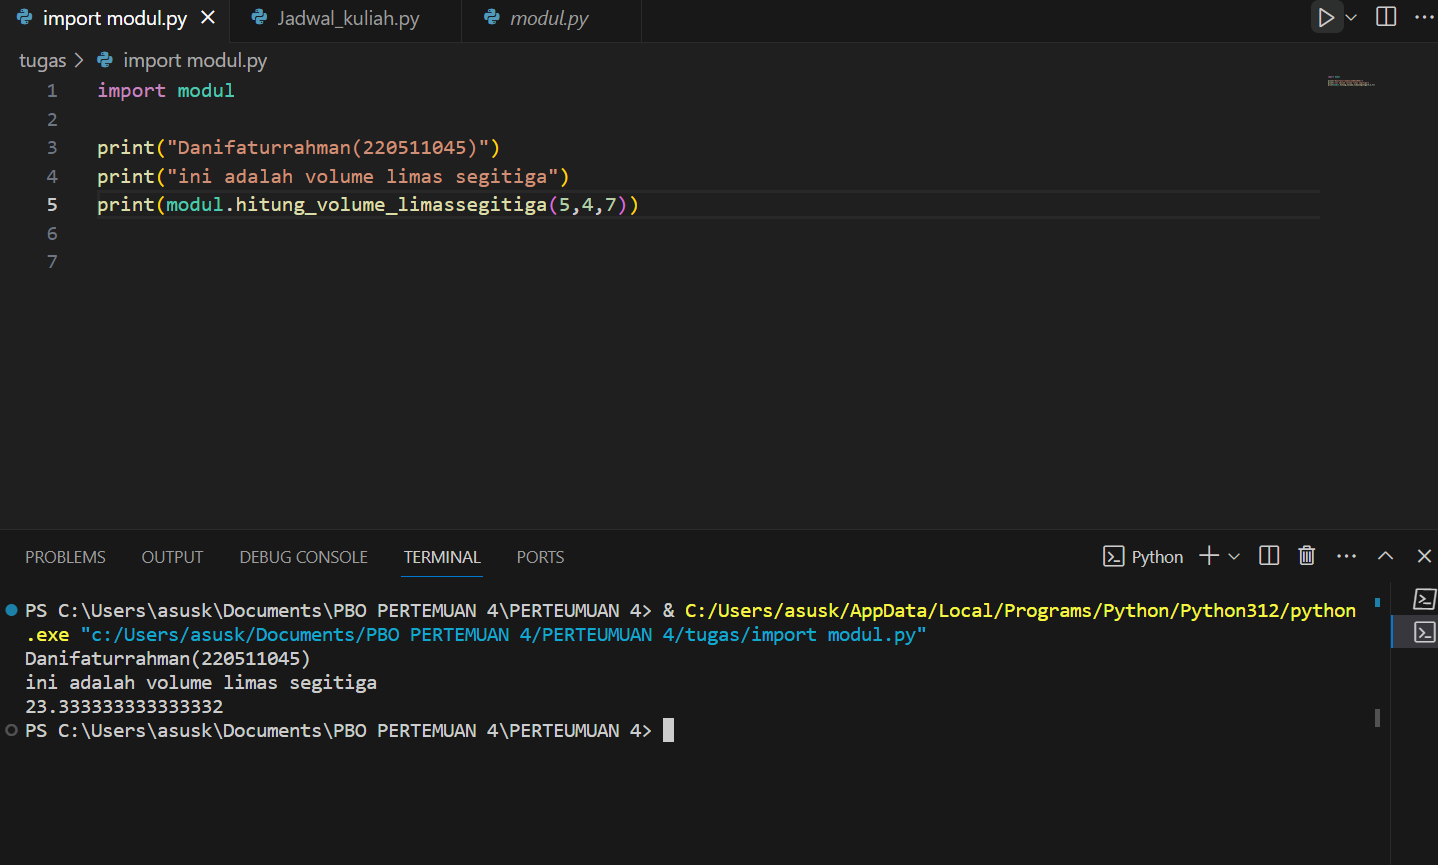 import modul.py
Jadwal_kuliah.py
modul.py
tugas > import modul.py
1 import modul
2
3 print("Danifaturrahman(220511045)")
4 print("ini adalah volume limas segitiga")
5 print(modul.hitung_volume_limassegitiga(5,4,7))
6
7
PROBLEMS OUTPUT DEBUG CONSOLE TERMINAL PORTS Python
PS C:\Users\asusk\Documents\PBO PERTEMUAN 4\PERTEUMUAN 4> & C:/Users/asusk/AppData/Local/Programs/Python/Python312/python
.exe "c:/Users/asusk/Documents/PBO PERTEMUAN 4/PERTEUMUAN 4/tugas/import modul.py"
Danifaturrahman(220511045)
ini adalah volume limas segitiga
23.333333333333332
PS C:\Users\asusk\Documents\PBO PERTEMUAN 4\PERTEUMUAN 4>